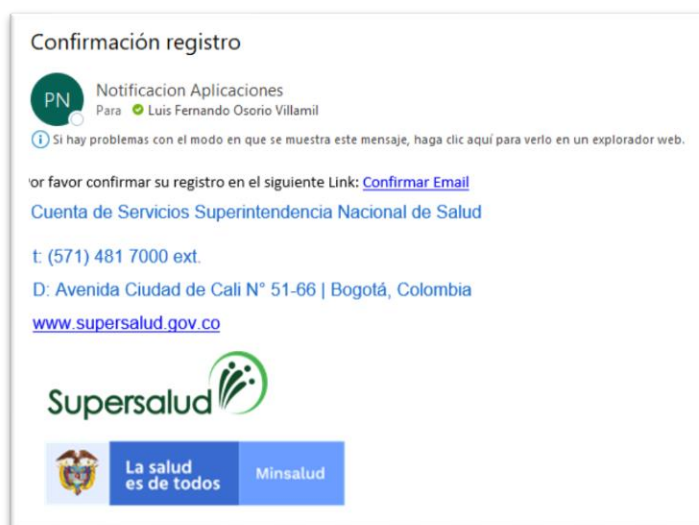 Confirmación registro
PN
Notificacion Aplicaciones
Para Luis Fernando Osorio Villamil
Si hay problemas con el modo en que se muestra este mensaje, haga clic aquí para verlo en un explorador web.
or favor confirmar su registro en el siguiente Link: Confirmar Email
Cuenta de Servicios Superintendencia Nacional de Salud
t: (571) 481 7000 ext.
D: Avenida Ciudad de Cali N° 51-66 | Bogotá, Colombia
www.supersalud.gov.co
Supersalud
La salud
es de todos
Minsalud